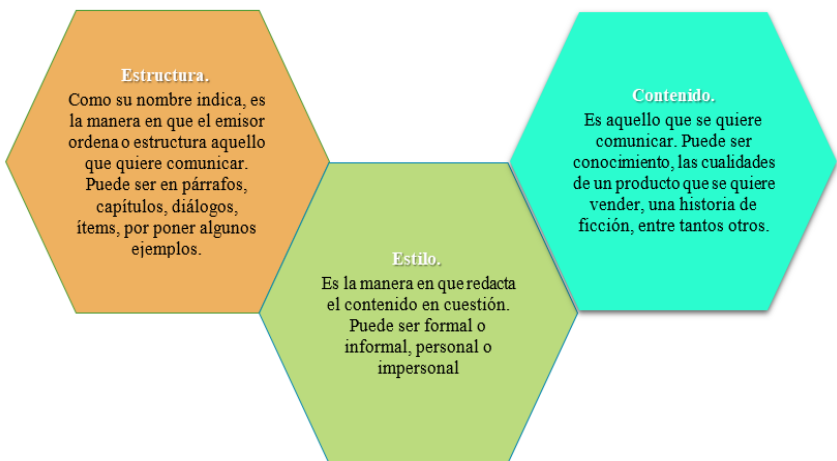 Estructura.
Como su nombre indica, es
la manera en que el emisor
ordena o estructura aquello
que quiere comunicar.
Puede ser en párrafos,
capítulos, diálogos,
ítems, por poner algunos
ejemplos.
Estilo.
Es la manera en que redacta
el contenido en cuestión.
Puede ser formal o
informal, personal o
impersonal
Contenido.
Es aquello que se quiere
comunicar. Puede ser
conocimiento, las cualidades
de un producto que se quiere
vender, una historia de
ficción, entre tantos otros.